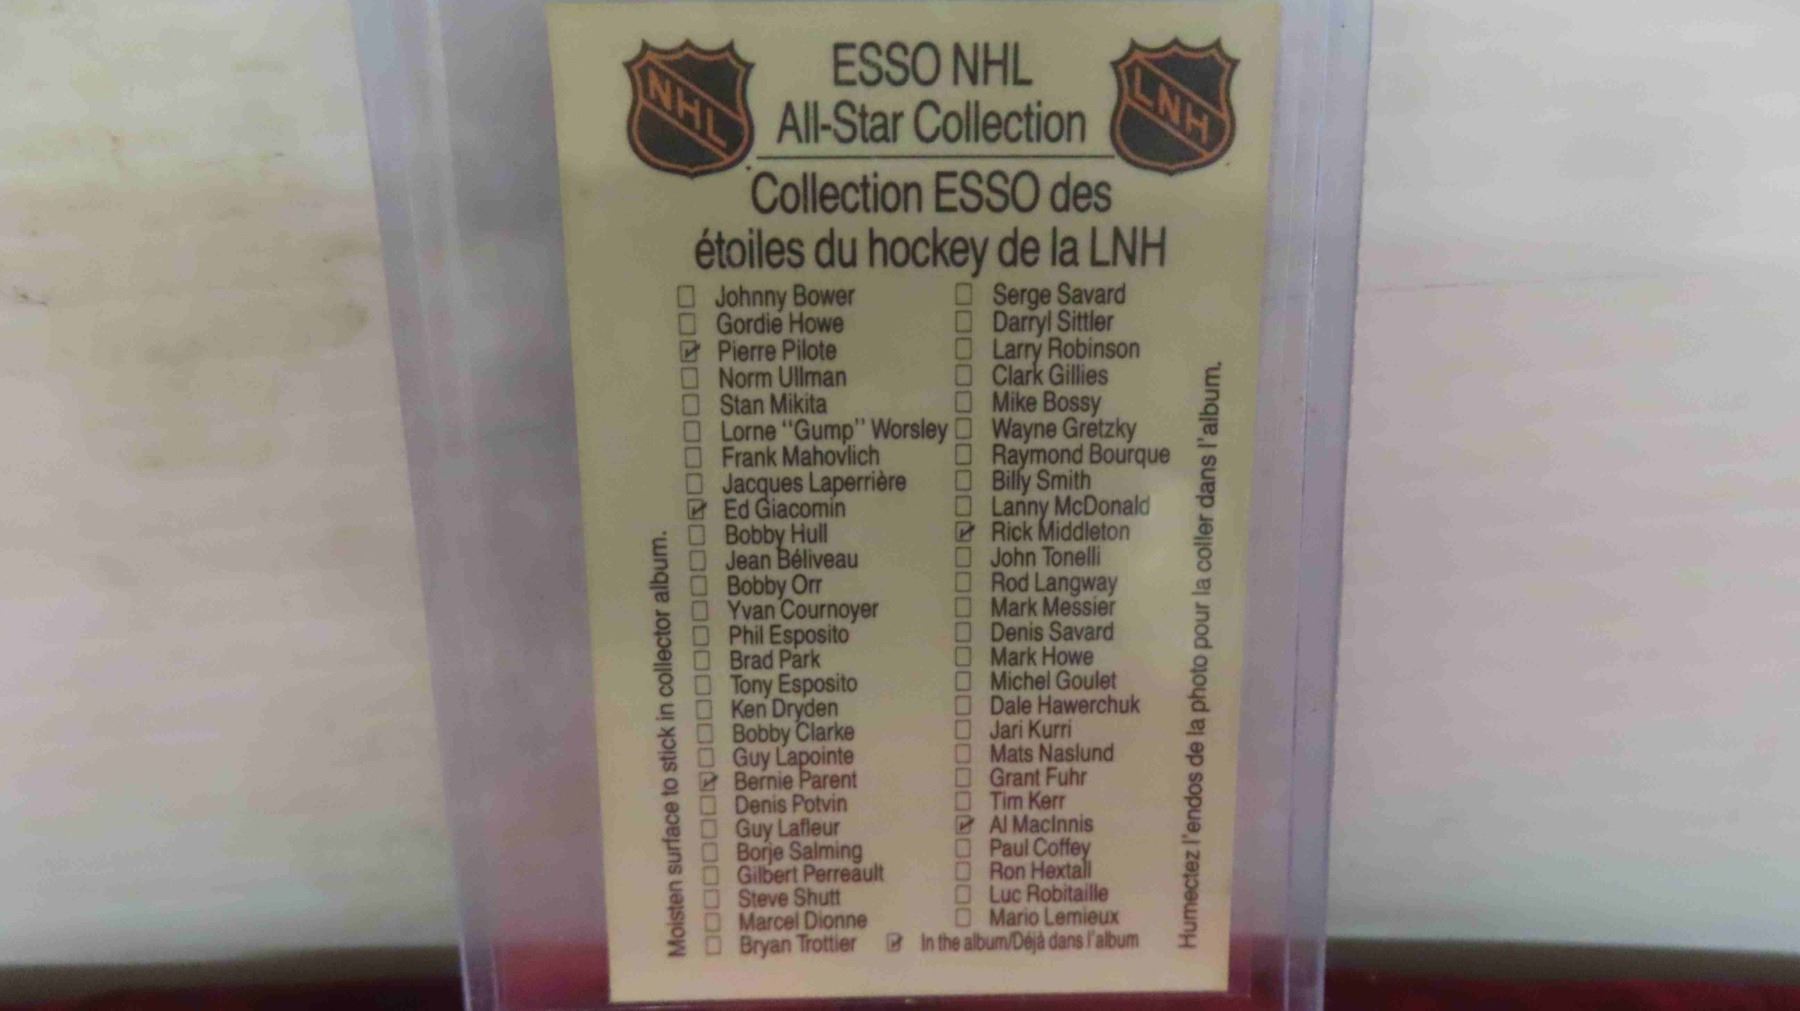 NHL
ESSO NHL
All-Star Collection
LNH
Collection ESSO des
étoiles du hockey de la LNH
Johnny Bower
Gordie Howe
Pierre Pilote
Norm Ullman
Stan Mikita
Lorne "Gump" Worsley
Frank Mahovlich
Jacques Laperrière
Ed Giacomin
Bobby Hull
Jean Béliveau
Bobby Orr
Yvan Cournoyer
Phil Esposito
Brad Park
Tony Esposito
Ken Dryden
Bobby Clarke
Guy Lapointe
Bernie Parent
Denis Potvin
Guy Lafleur
Borje Salming
Gilbert Perreault
Steve Shutt
Marcel Dionne
Bryan Trottier
Serge Savard
Darryl Sittler
Larry Robinson
Clark Gillies
Mike Bossy
Wayne Gretzky
Raymond Bourque
Billy Smith
Lanny McDonald
Rick Middleton
John Tonelli
Rod Langway
Mark Messier
Denis Savard
Mark Howe
Michel Goulet
Dale Hawerchuk
Jari Kurri
Mats Naslund
Grant Fuhr
Tim Kerr
Al MacInnis
Paul Coffey
Ron Hextall
Luc Robitaille
Mario Lemieux
In the album/Déjà dans l'album
Moisten surface to stick in collector album.
Humectez l'endos de la photo pour la coller dans l'album.